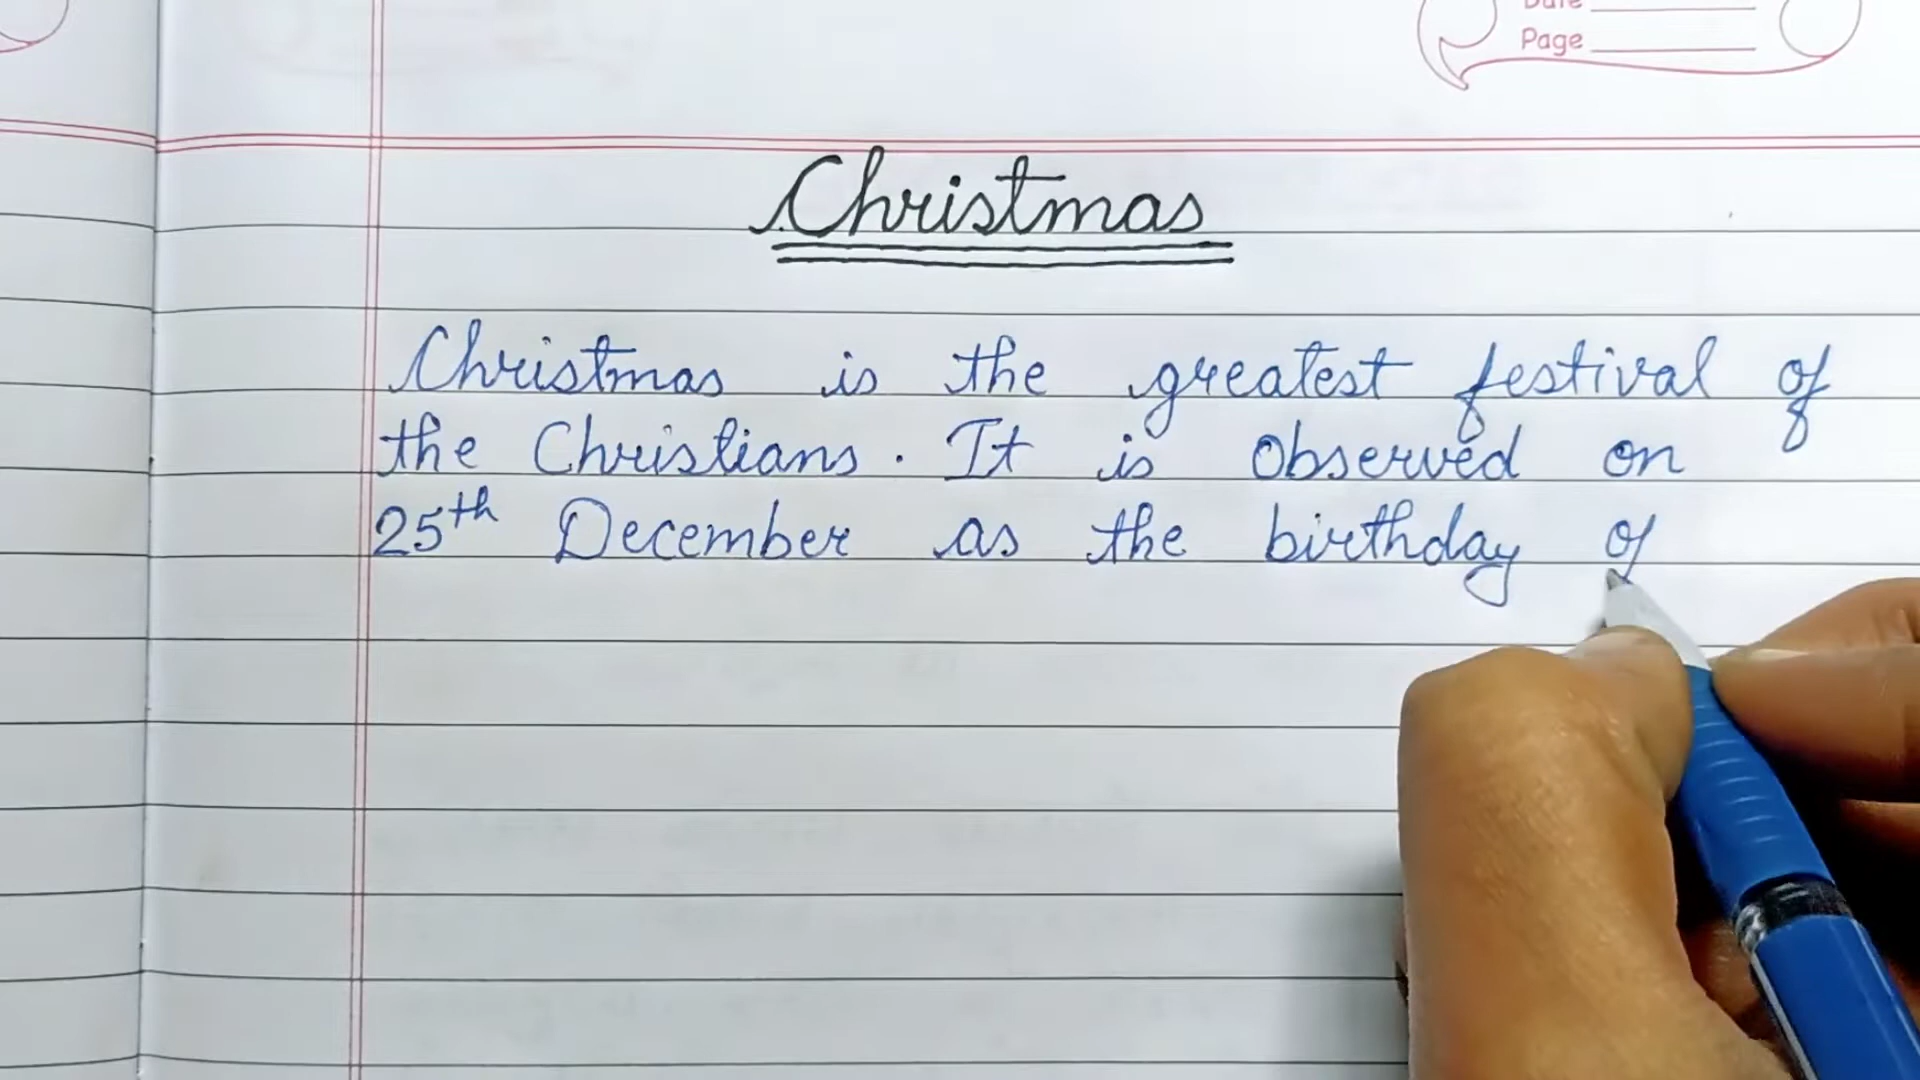 Date
Page
Christmas
Christmas is the greatest festival of
the Christians. It is observed on
25th December as the birthday of